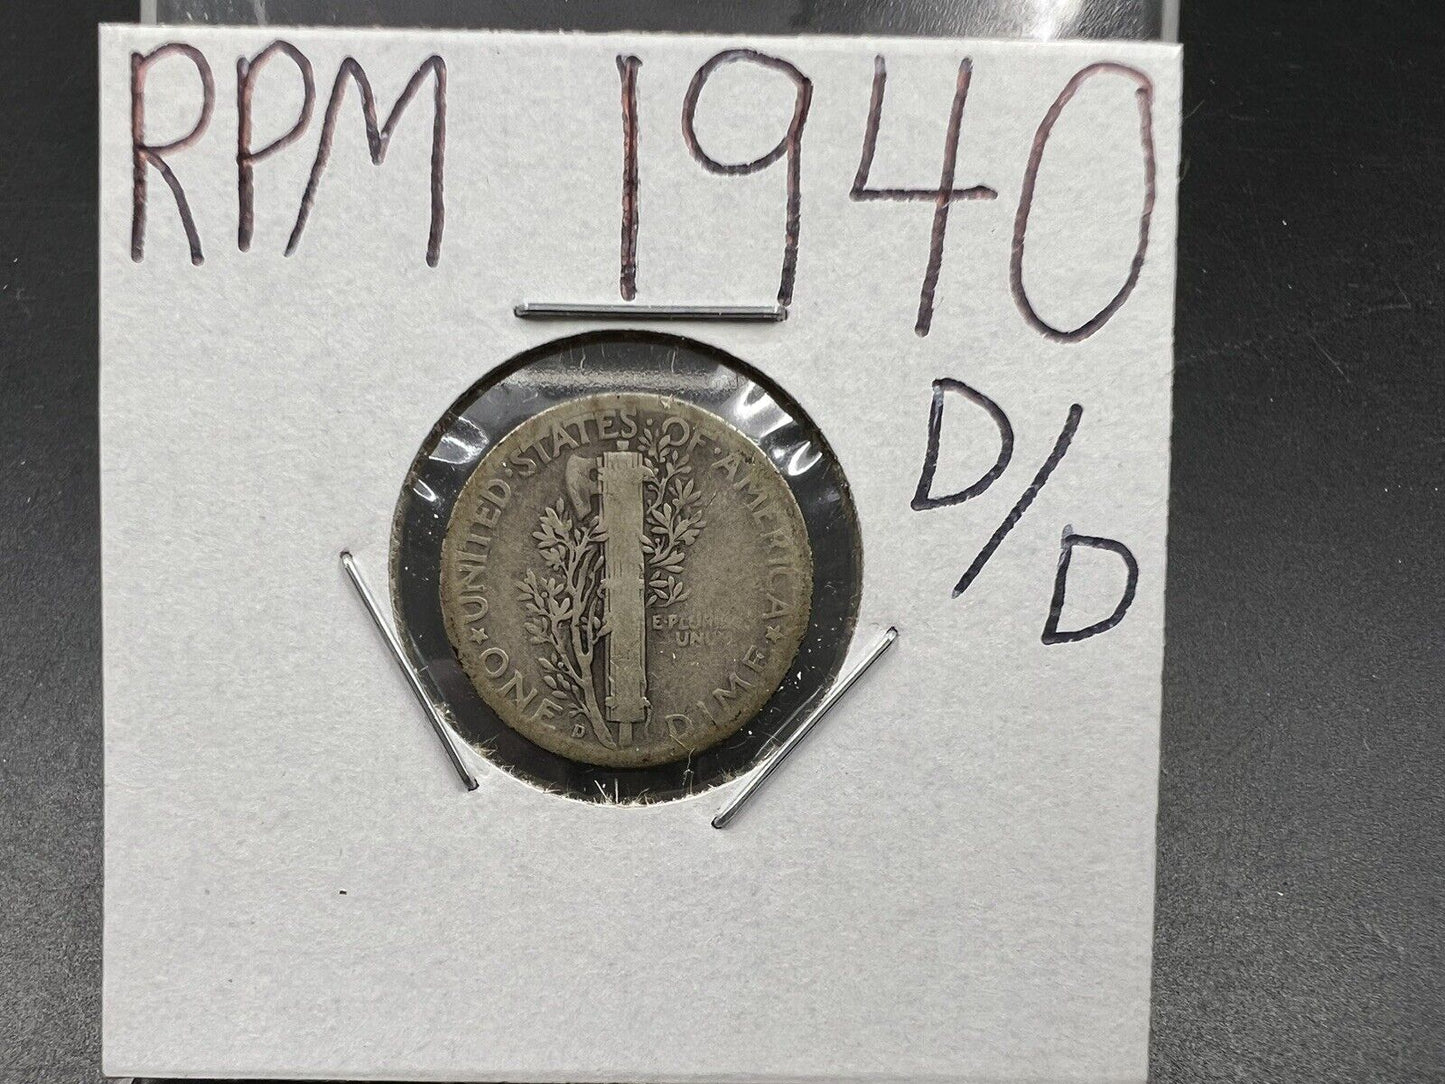 RPM 1940
D/D
UNITED·STATES·OF·AMERICA
E·PLURIBUS
UNUM
ONE DIME
D